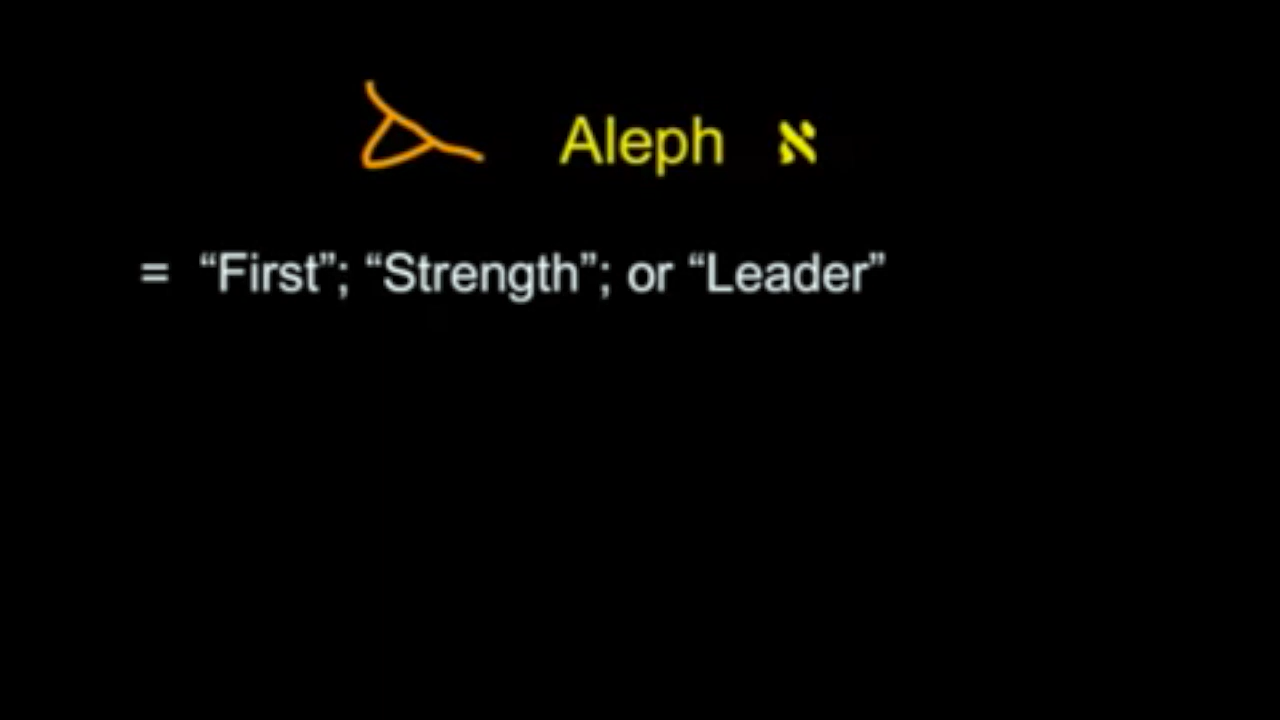 Aleph א
= “First”; “Strength”; or “Leader”